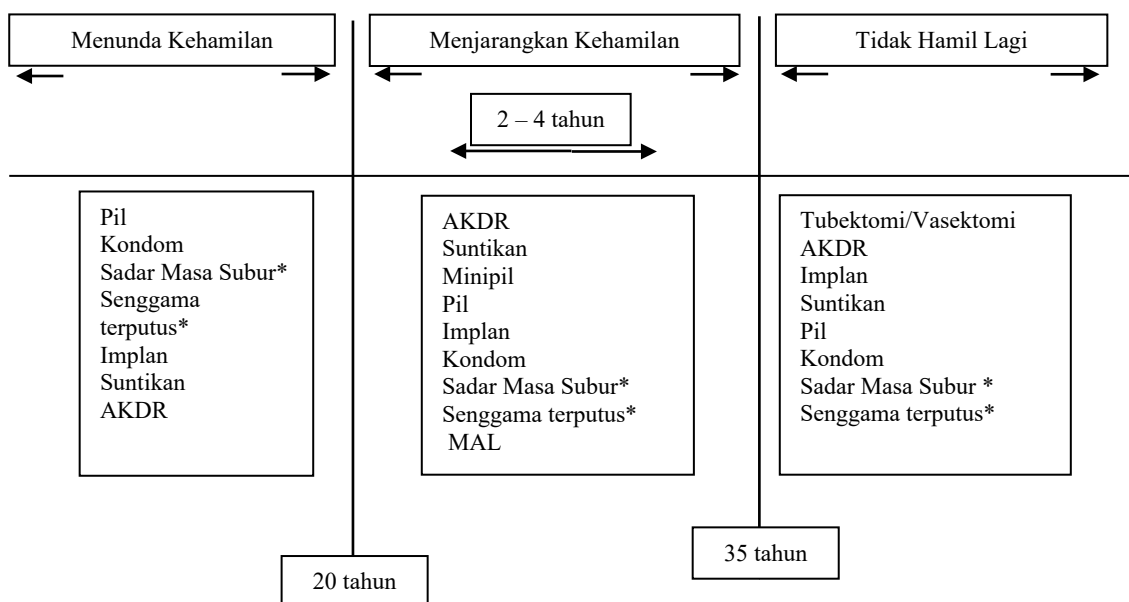 Menunda Kehamilan
Menjarangkan Kehamilan
Tidak Hamil Lagi
2 – 4 tahun
Pil
Kondom
Sadar Masa Subur*
Senggama
terputus*
Implan
Suntikan
AKDR
AKDR
Suntikan
Minipil
Pil
Implan
Kondom
Sadar Masa Subur*
Senggama terputus*
MAL
Tubektomi/Vasektomi
AKDR
Implan
Suntikan
Pil
Kondom
Sadar Masa Subur *
Senggama terputus*
20 tahun
35 tahun